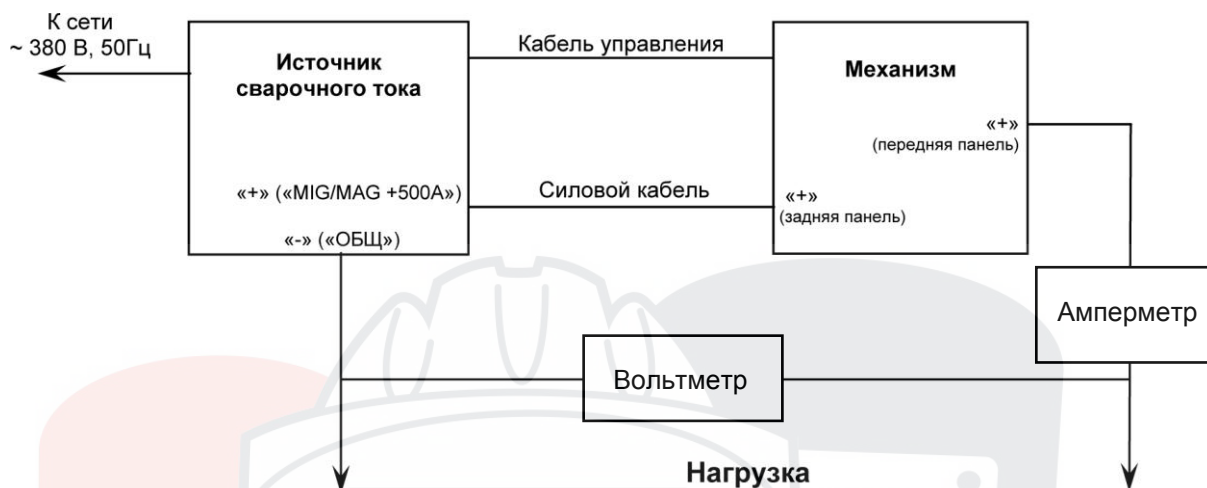 К сети
~ 380 В, 50Гц
Источник
сварочного тока
«+» («MIG/MAG +500А»)
«-» («ОБЩ»)
Кабель управления
Силовой кабель
Механизм
«+»
(передняя панель)
«+»
(задняя панель)
Амперметр
Вольтметр
Нагрузка